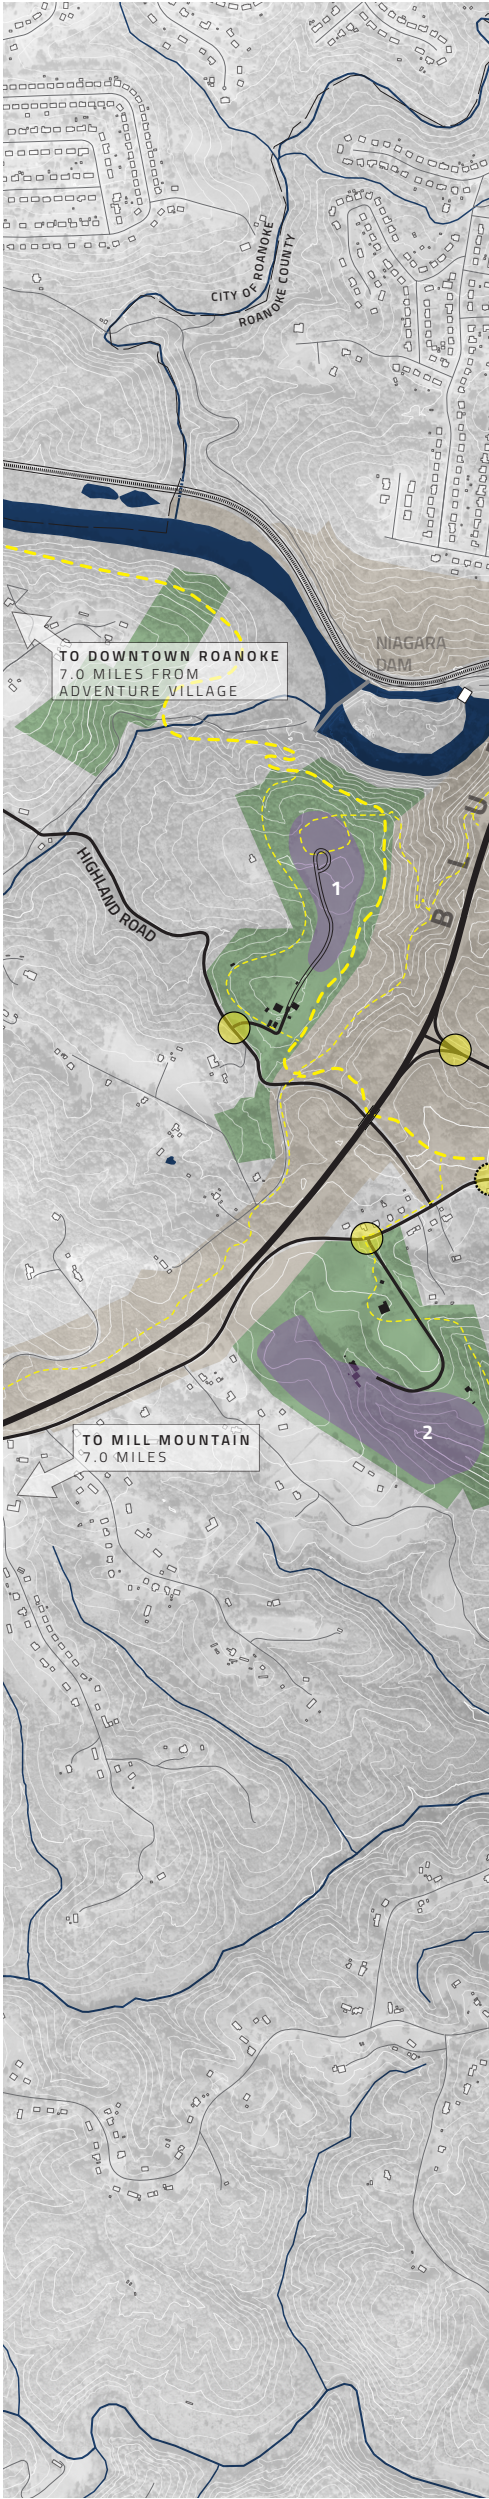 CITY OF ROANOKE
ROANOKE COUNTY
NIAGARA
DAM
TO DOWNTOWN ROANOKE
7.0 MILES FROM
ADVENTURE VILLAGE
B L U
HIGHLAND ROAD
1
2
TO MILL MOUNTAIN
7.0 MILES